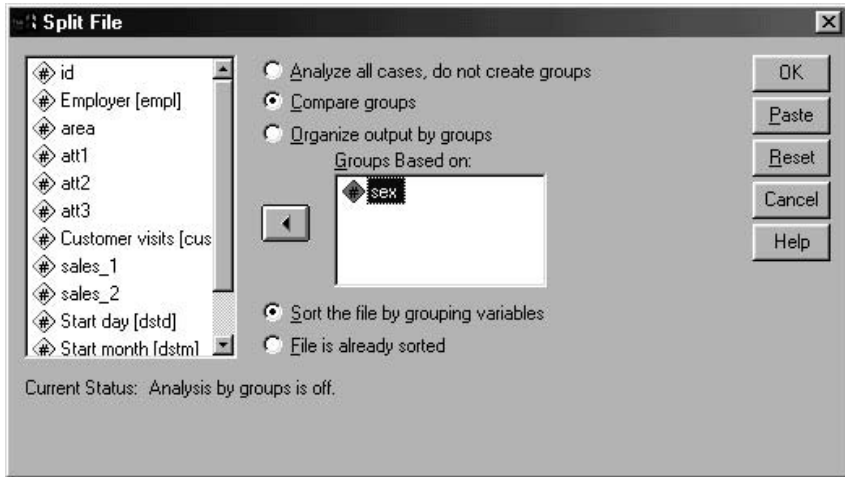 Split File
id
Employer [empl]
area
att1
att2
att3
Customer visits [cus
sales_1
sales_2
Start day [dstd]
Start month [dstm]
Analyze all cases, do not create groups
Compare groups
Organize output by groups
Groups Based on:
sex
Sort the file by grouping variables
File is already sorted
OK
Paste
Reset
Cancel
Help
Current Status: Analysis by groups is off.